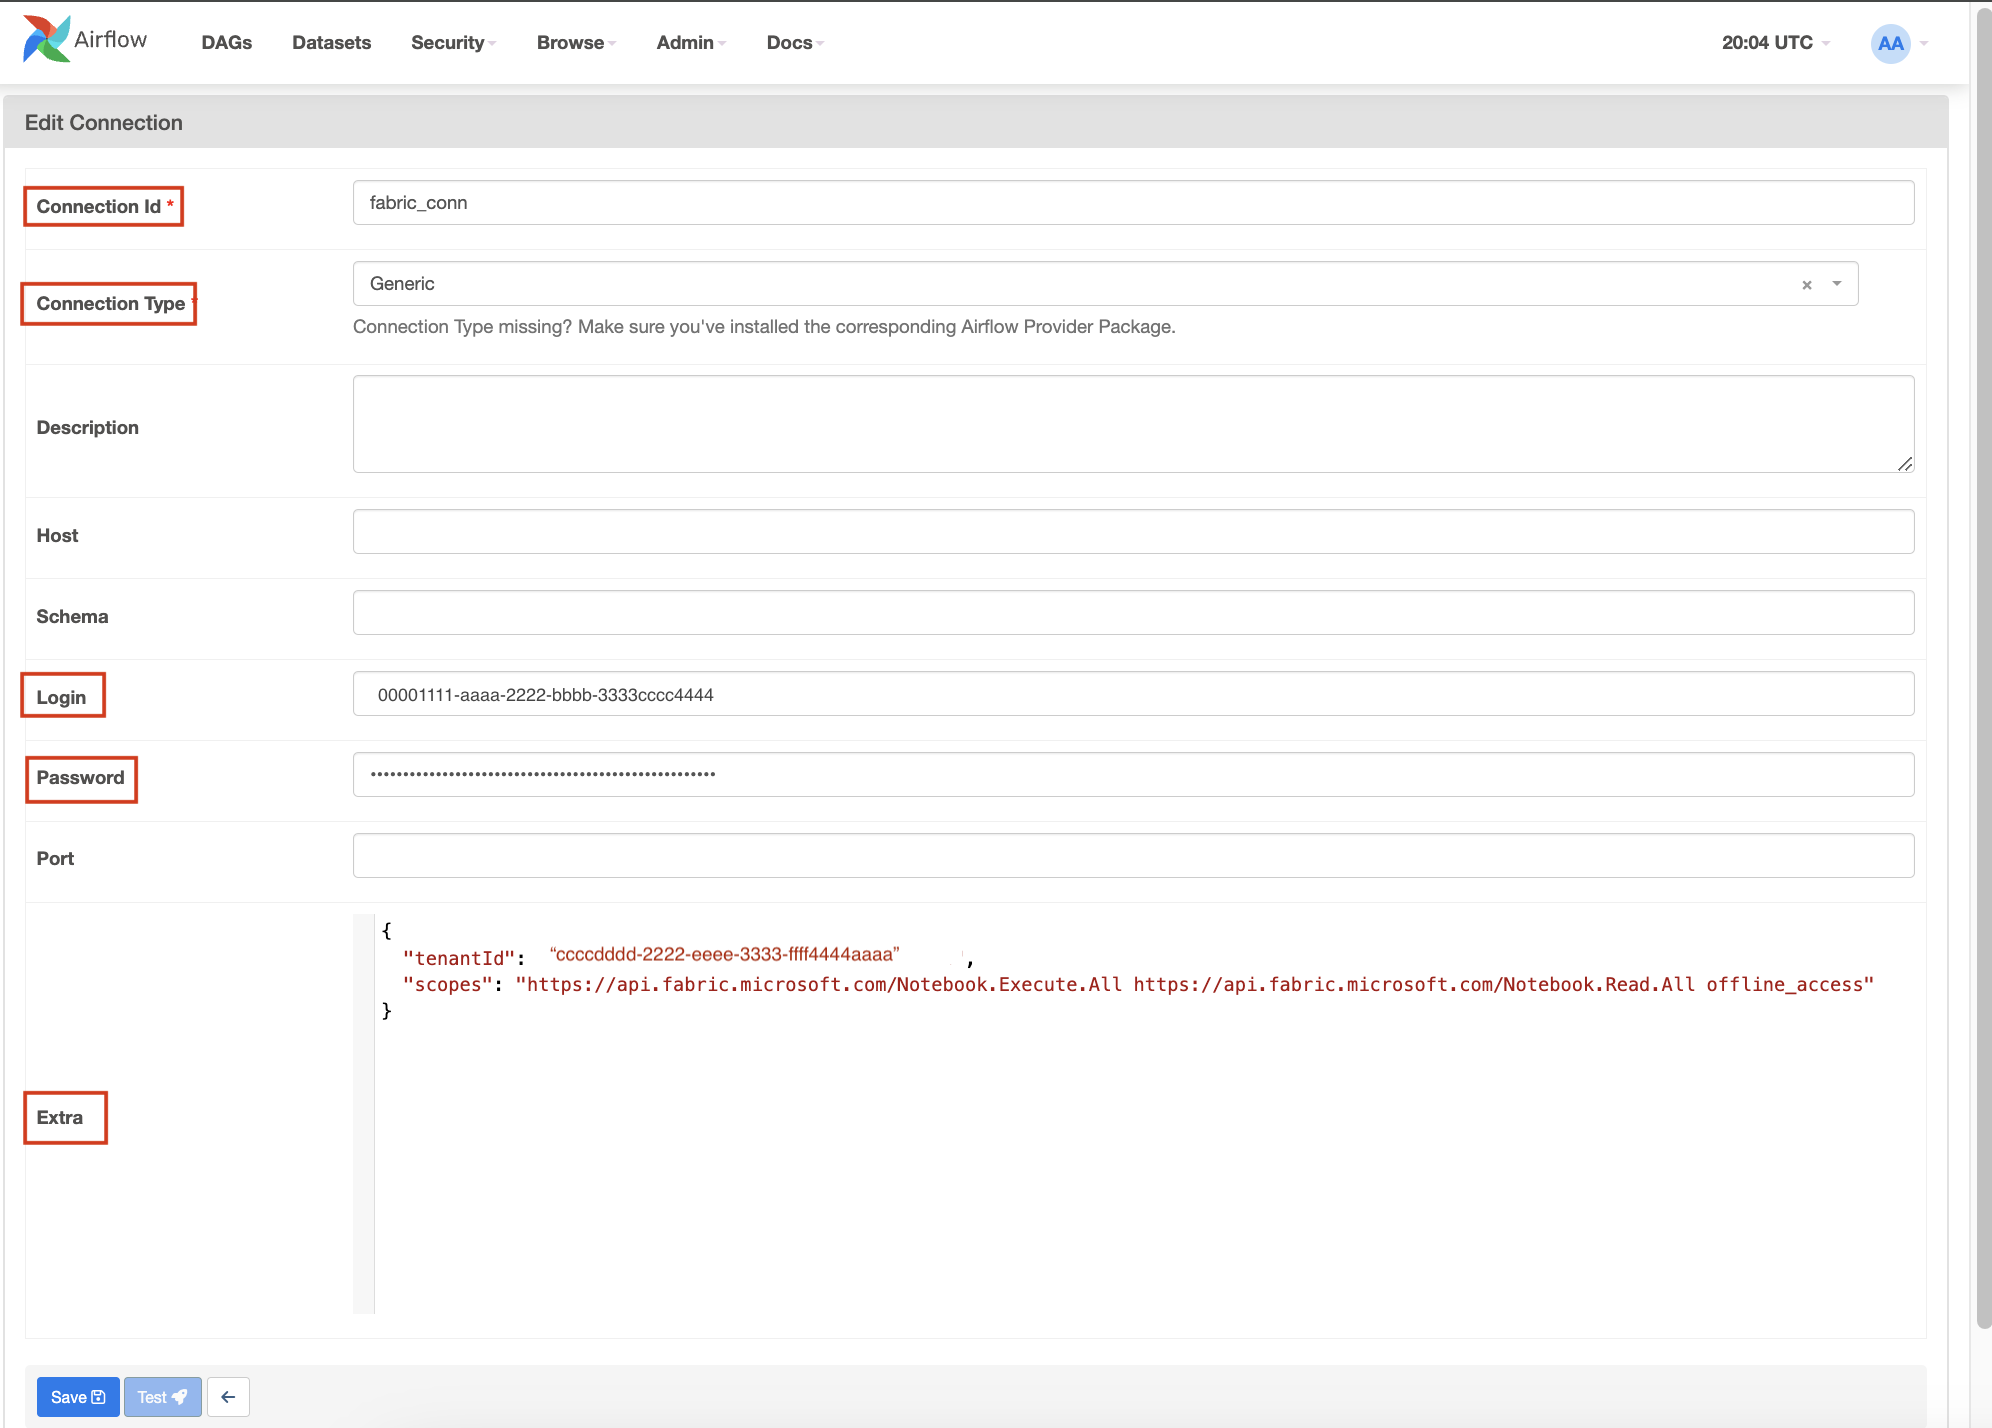 Airflow DAGs Datasets Security Browse Admin Docs 20:04 UTC AA
Edit Connection
Connection Id * fabric_conn
Connection Type * Generic × 
Connection Type missing? Make sure you've installed the corresponding Airflow Provider Package.
Description
Host
Schema
Login 00001111-aaaa-2222-bbbb-3333cccc4444
Password •••••••••••••••••••••••••••••••••••••••••••••••••••••
Port
{
"tenantId": “ccccdddd-2222-eeee-3333-ffff4444aaaa” ,
"scopes": "https://api.fabric.microsoft.com/Notebook.Execute.All https://api.fabric.microsoft.com/Notebook.Read.All offline_access"
}
Extra
Save Test